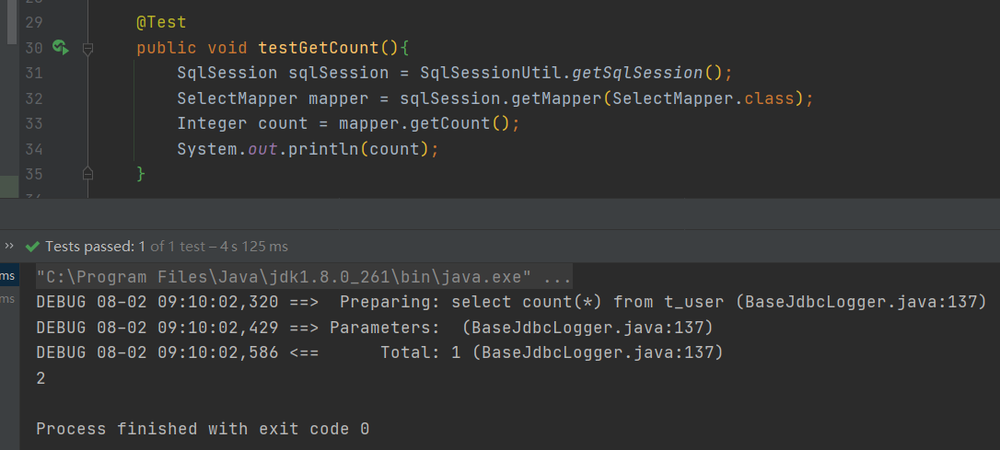 29 @Test
30 public void testGetCount(){
31 SqlSession sqlSession = SqlSessionUtil.getSqlSession();
32 SelectMapper mapper = sqlSession.getMapper(SelectMapper.class);
33 Integer count = mapper.getCount();
34 System.out.println(count);
35 }
>> Tests passed: 1 of 1 test – 4 s 125 ms
ms "C:\Program Files\Java\jdk1.8.0_261\bin\java.exe" ...
ms DEBUG 08-02 09:10:02,320 ==>  Preparing: select count(*) from t_user (BaseJdbcLogger.java:137)
DEBUG 08-02 09:10:02,429 ==> Parameters:  (BaseJdbcLogger.java:137)
DEBUG 08-02 09:10:02,586 <==      Total: 1 (BaseJdbcLogger.java:137)
2
Process finished with exit code 0